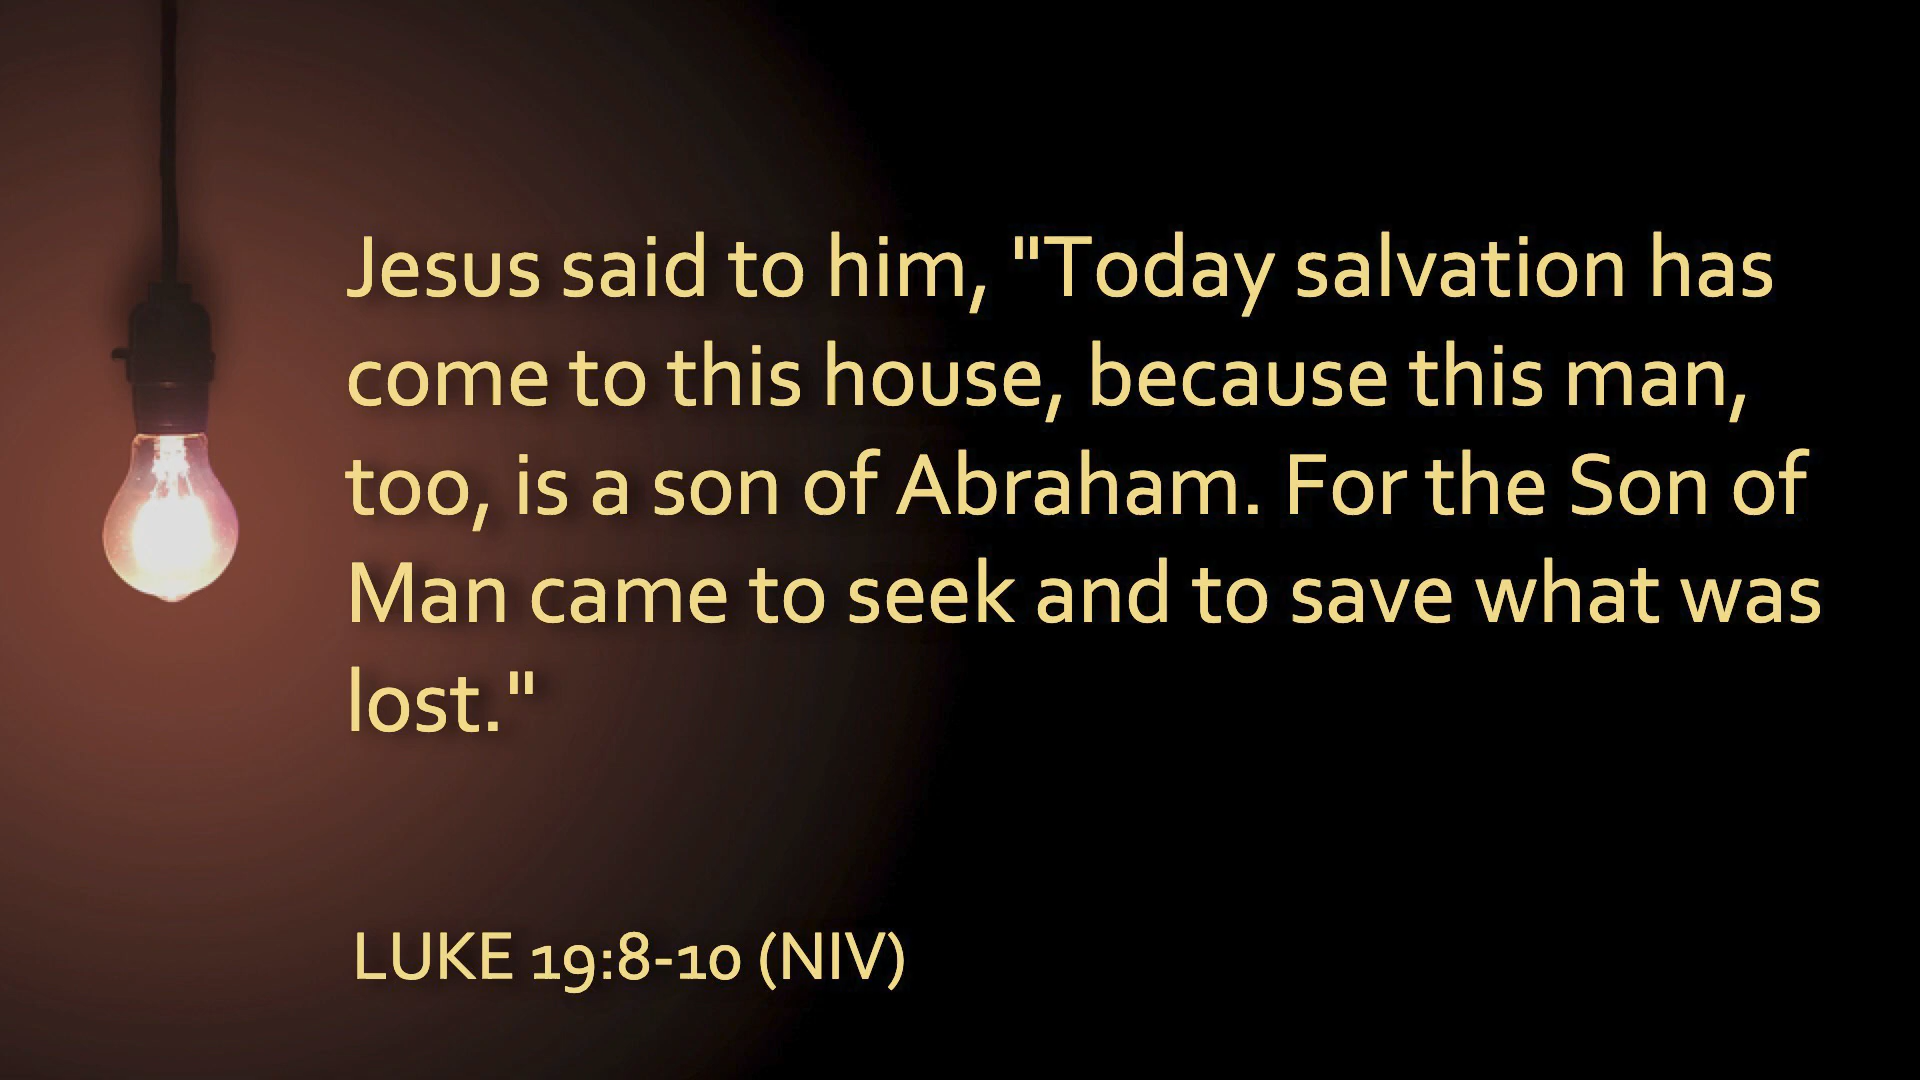 Jesus said to him, "Today salvation has
come to this house, because this man,
too, is a son of Abraham. For the Son of
Man came to seek and to save what was
lost."
LUKE 19:8-10 (NIV)